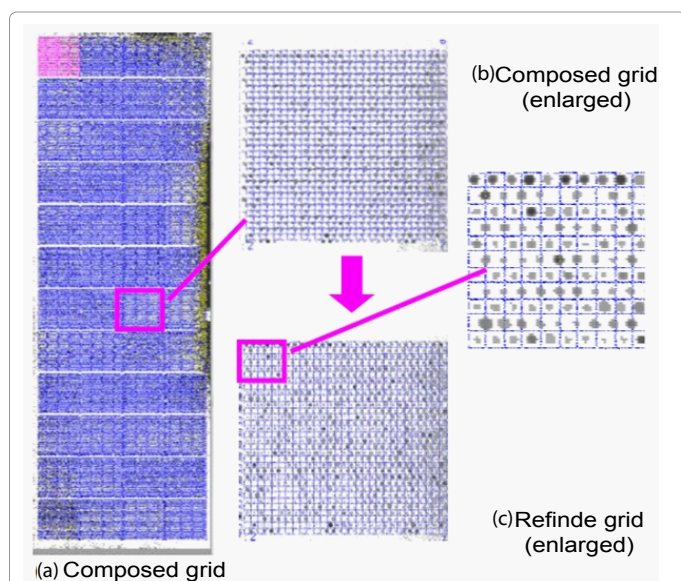 (b)Composed grid
(enlarged)
(c)Refinde grid
(enlarged)
(a) Composed grid